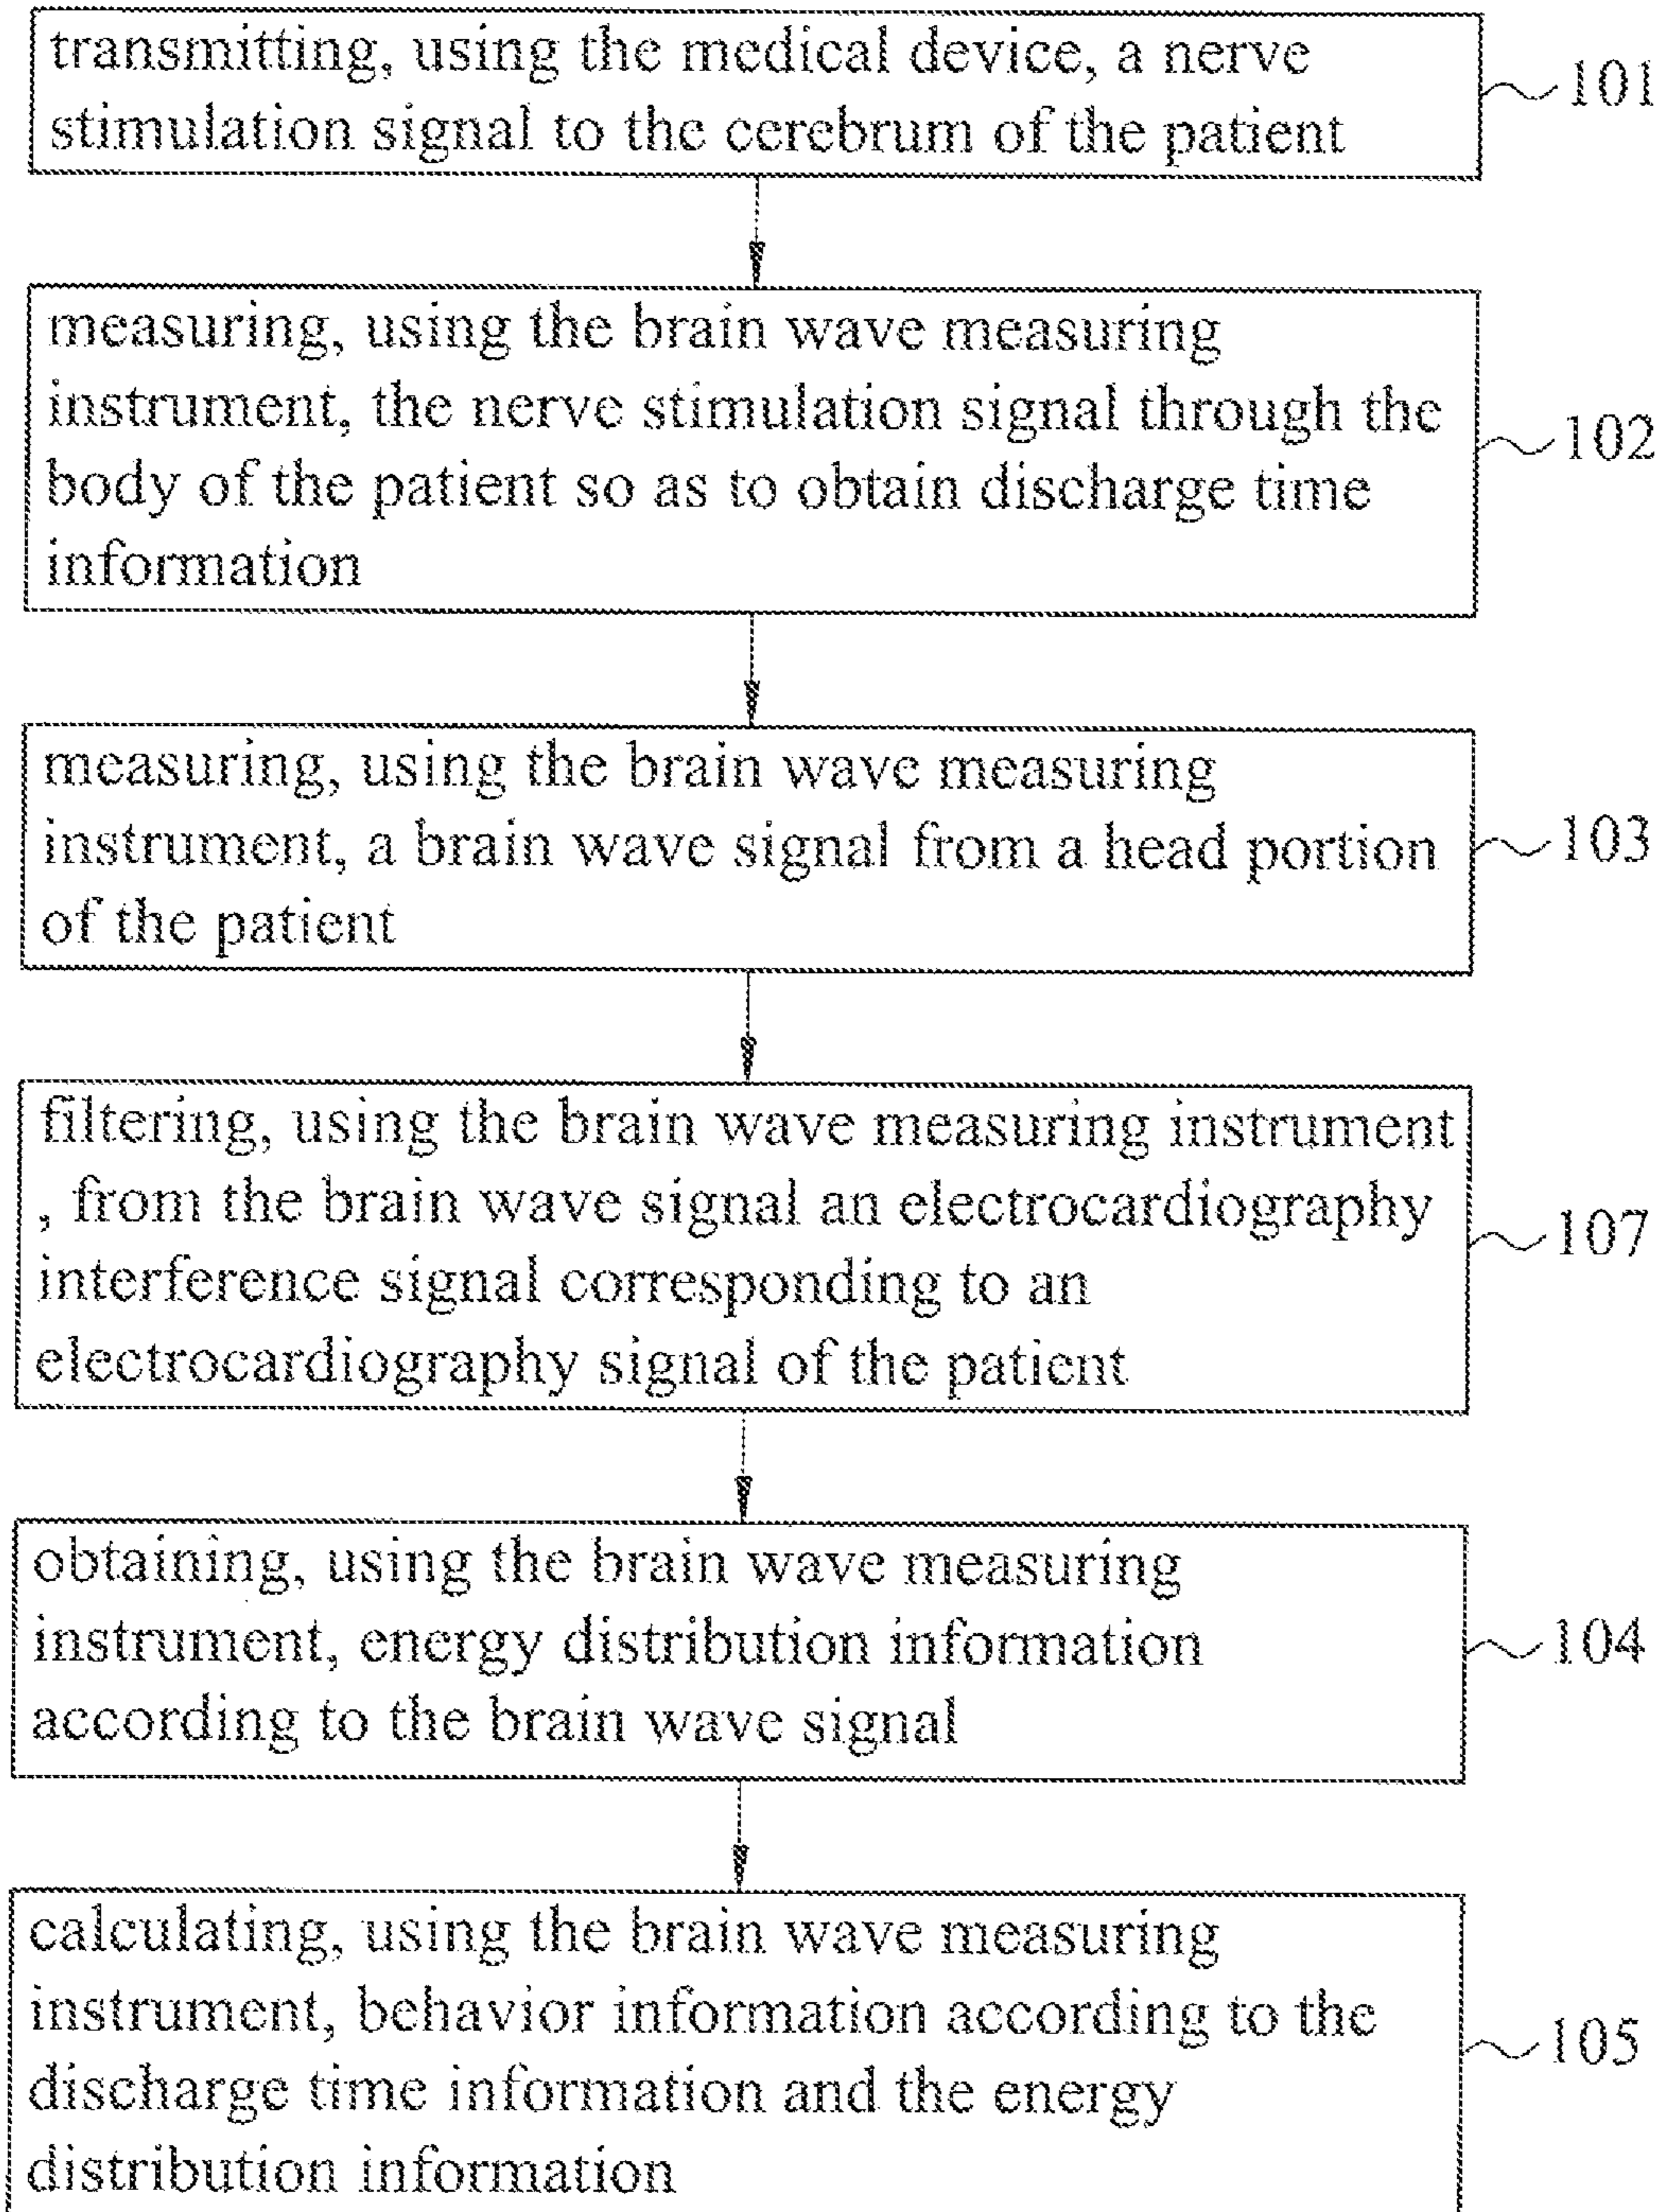 transmitting, using the medical device, a nerve
stimulation signal to the cerebrum of the patient
101
measuring, using the brain wave measuring
instrument, the nerve stimulation signal through the
body of the patient so as to obtain discharge time
information
102
measuring, using the brain wave measuring
instrument, a brain wave signal from a head portion
of the patient
103
filtering, using the brain wave measuring instrument
, from the brain wave signal an electrocardiography
interference signal corresponding to an
electrocardiography signal of the patient
107
obtaining, using the brain wave measuring
instrument, energy distribution information
according to the brain wave signal
104
calculating, using the brain wave measuring
instrument, behavior information according to the
discharge time information and the energy
distribution information
105